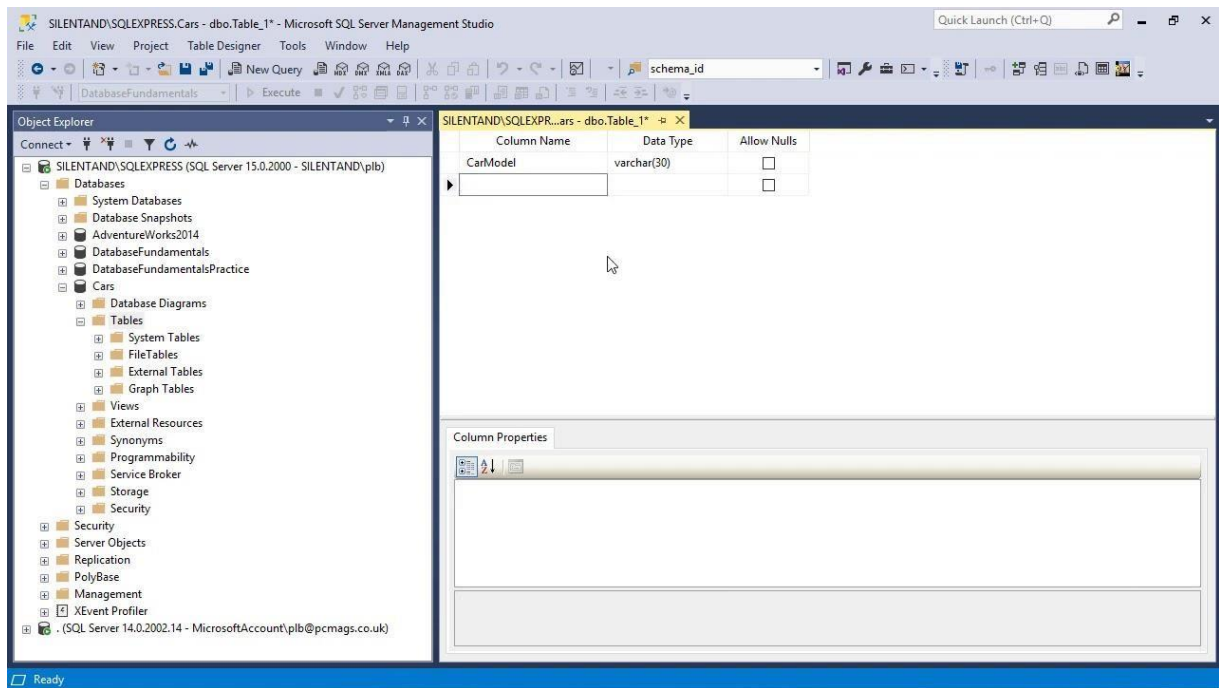 SILENTAND\SQLEXPRESS.Cars - dbo.Table_1* - Microsoft SQL Server Management Studio
Quick Launch (Ctrl+Q)
File Edit View Project Table Designer Tools Window Help
New Query MDX DMX XMLA DAX schema_id
DatabaseFundamentals Execute
Object Explorer
SILENTAND\SQLEXPR...ars - dbo.Table_1*
Connect
Column Name Data Type Allow Nulls
CarModel varchar(30)
SILENTAND\SQLEXPRESS (SQL Server 15.0.2000 - SILENTAND\plb)
Databases
System Databases
Database Snapshots
AdventureWorks2014
DatabaseFundamentals
DatabaseFundamentalsPractice
Cars
Database Diagrams
Tables
System Tables
FileTables
External Tables
Graph Tables
Views
External Resources
Synonyms
Programmability
Service Broker
Storage
Security
Security
Server Objects
Replication
PolyBase
Management
XEvent Profiler
. (SQL Server 14.0.2002.14 - MicrosoftAccount\plb@pcmags.co.uk)
Column Properties
Ready